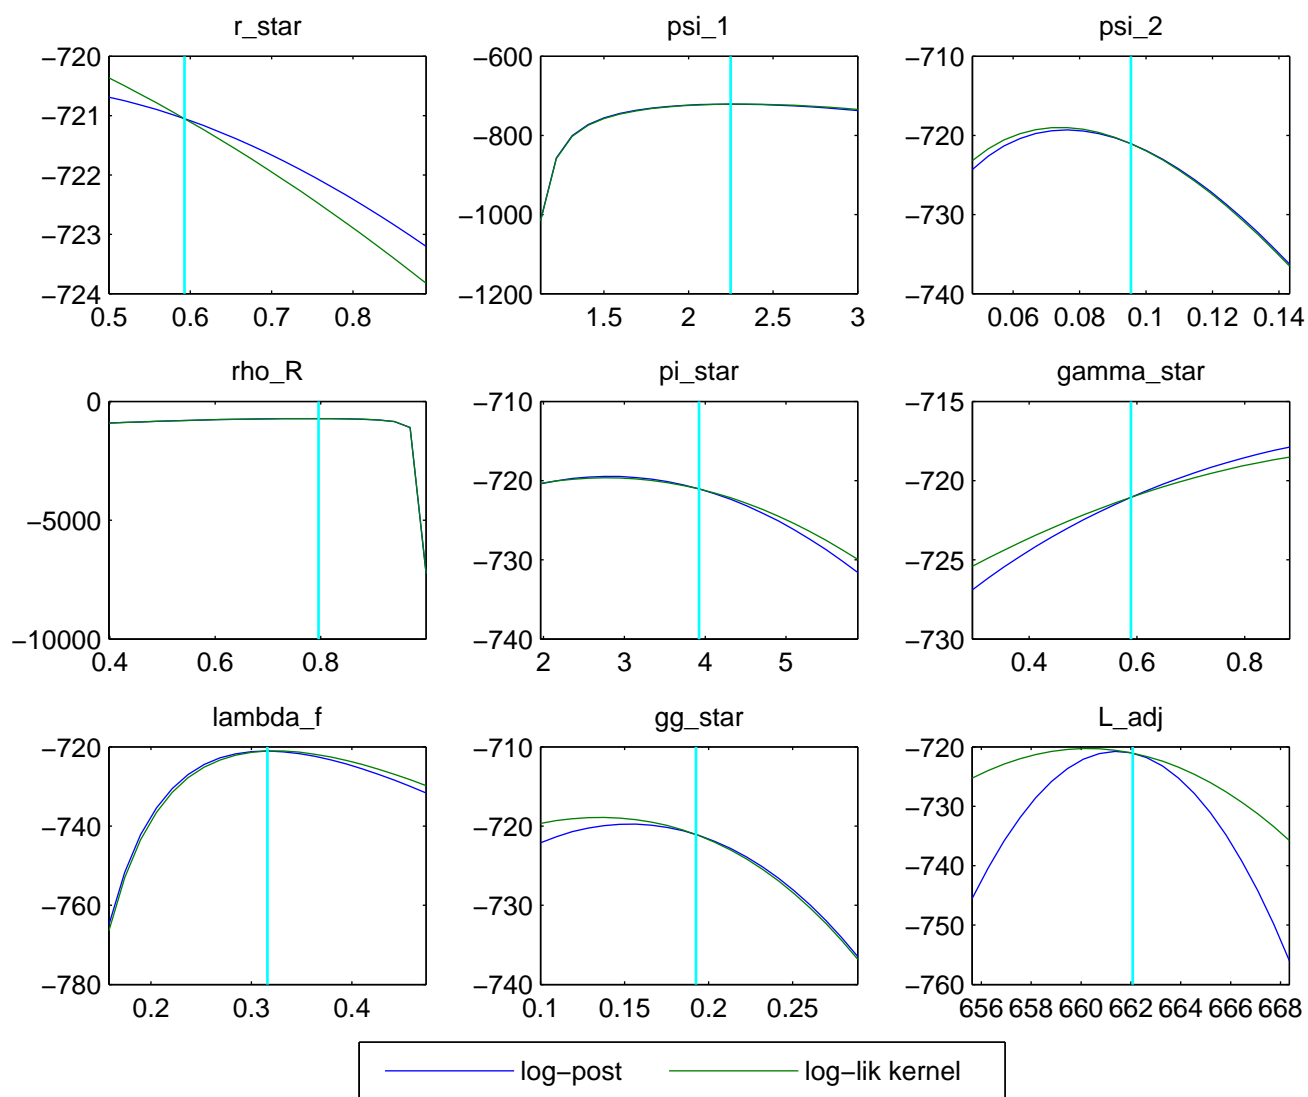 r_star
psi_1
psi_2
−720
−721
−722
−723
−724
0.5 0.6 0.7 0.8
−600
−800
−1000
−1200
1.5 2 2.5 3
−710
−720
−730
−740
0.06 0.08 0.1 0.12 0.14
rho_R
pi_star
gamma_star
0
−5000
−10000
0.4 0.6 0.8
−710
−720
−730
−740
2 3 4 5
−715
−720
−725
−730
0.4 0.6 0.8
lambda_f
gg_star
L_adj
−720
−740
−760
−780
0.2 0.3 0.4
−710
−720
−730
−740
0.1 0.15 0.2 0.25
−720
−730
−740
−750
−760
656 658 660 662 664 666 668
log−post log−lik kernel